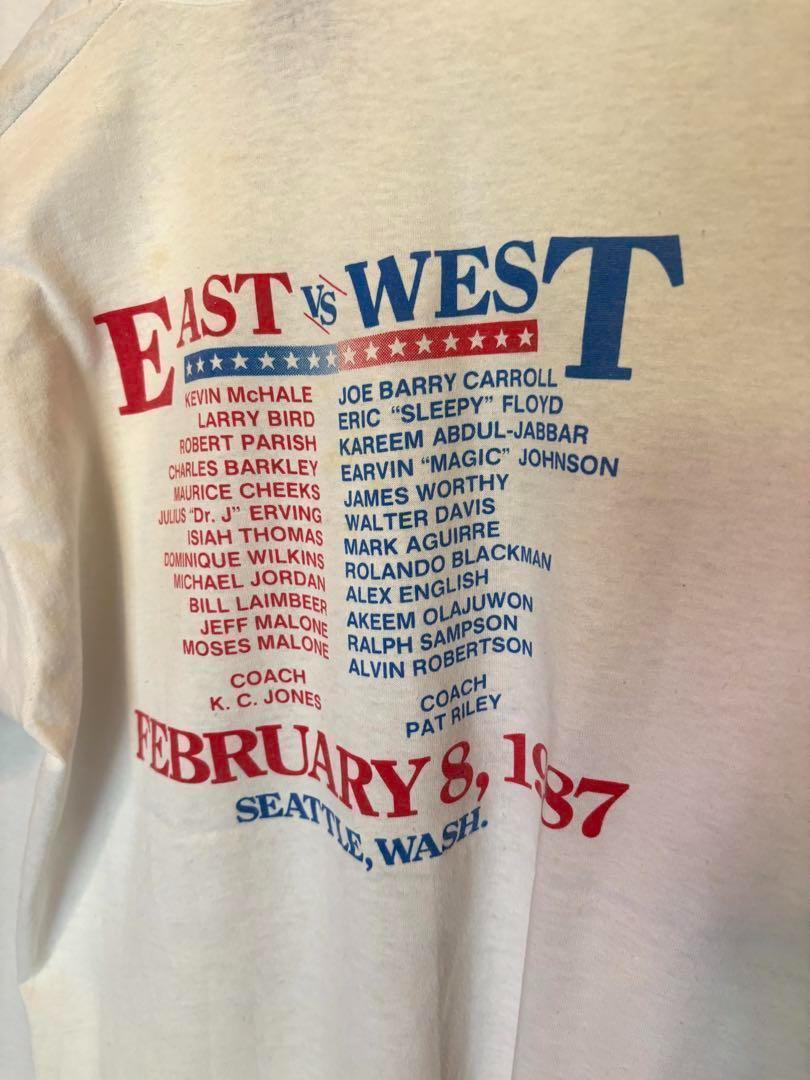 EAST VS WEST
KEVIN McHALE
LARRY BIRD
ROBERT PARISH
CHARLES BARKLEY
MAURICE CHEEKS
JULIUS "Dr. J" ERVING
ISIAH THOMAS
DOMINIQUE WILKINS
MICHAEL JORDAN
BILL LAIMBEER
JEFF MALONE
MOSES MALONE
COACH
K. C. JONES
JOE BARRY CARROLL
ERIC "SLEEPY" FLOYD
KAREEM ABDUL-JABBAR
EARVIN "MAGIC" JOHNSON
JAMES WORTHY
WALTER DAVIS
MARK AGUIRRE
ROLANDO BLACKMAN
ALEX ENGLISH
AKEEM OLAJUWON
RALPH SAMPSON
ALVIN ROBERTSON
COACH
PAT RILEY
FEBRUARY 8, 1987
SEATTLE, WASH.